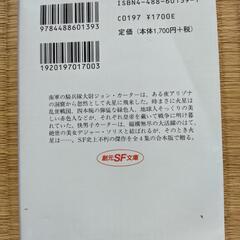 ISBN4-488-60139-7
C0197 ¥1700E
9784488601393
定価(本体1,700円+税)
1920197017003
南軍の騎兵隊大尉ジョン・カーターは、ある夜アリゾナ
の洞窟から忽然として火星に飛来した。時まさに火星は
乱世戦国、四本腕の獰猛な緑色人、地球人そっくりの美
しい赤色人などが、それぞれ皇帝を戴いて戦争に明け暮
れていた。快男子カーターは、縦横無尽の大活躍のはて、
絶世の美女デジャー・ソリスと結ばれるが、そのとき火
星は――。SF史上不朽の傑作を全4集の合本版で贈る。
創元SF文庫